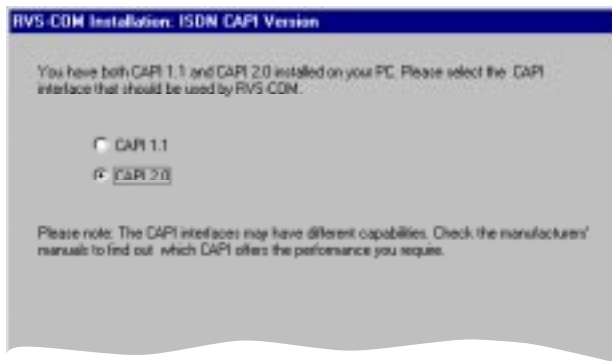 RVS-COM Installation: ISDN CAPI Version
You have both CAPI 1.1 and CAPI 2.0 installed on your PC. Please select the CAPI
interface that should be used by RVS-COM.
CAPI 1.1
CAPI 2.0
Please note: The CAPI interfaces may have different capabilities. Check the manufacturers'
manuals to find out which CAPI offers the performance you require.